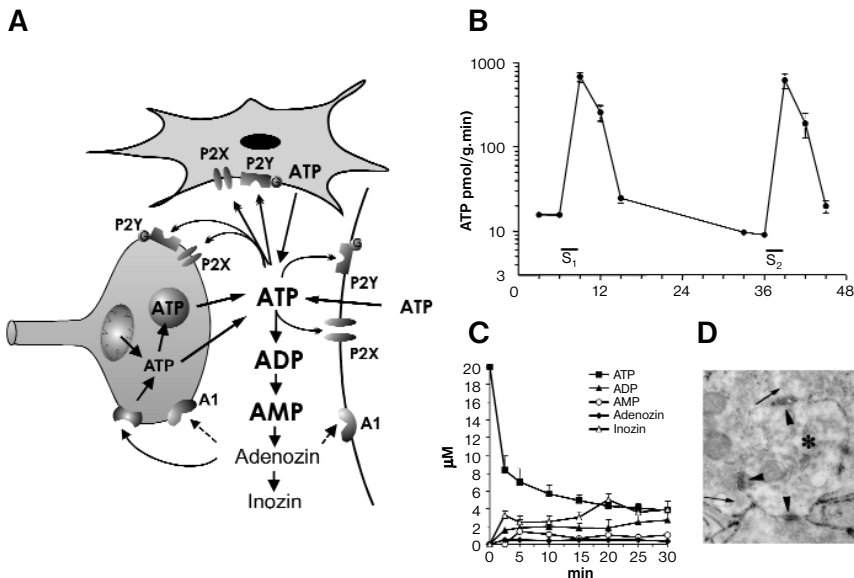 A
P2X
P2Y
ATP
G
P2Y
G
P2X
G
P2Y
ATP
ATP
ATP
ATP
P2X
ADP
A1
AMP
A1
Adenozin
Inozin
B
ATP pmol/g.min)
1000
100
10
3
S1
S2
0 12 24 36 48
C
µM
20
18
16
14
12
10
8
6
4
2
0
ATP
ADP
AMP
Adenozin
Inozin
0 5 10 15 20 25 30
min
D
*